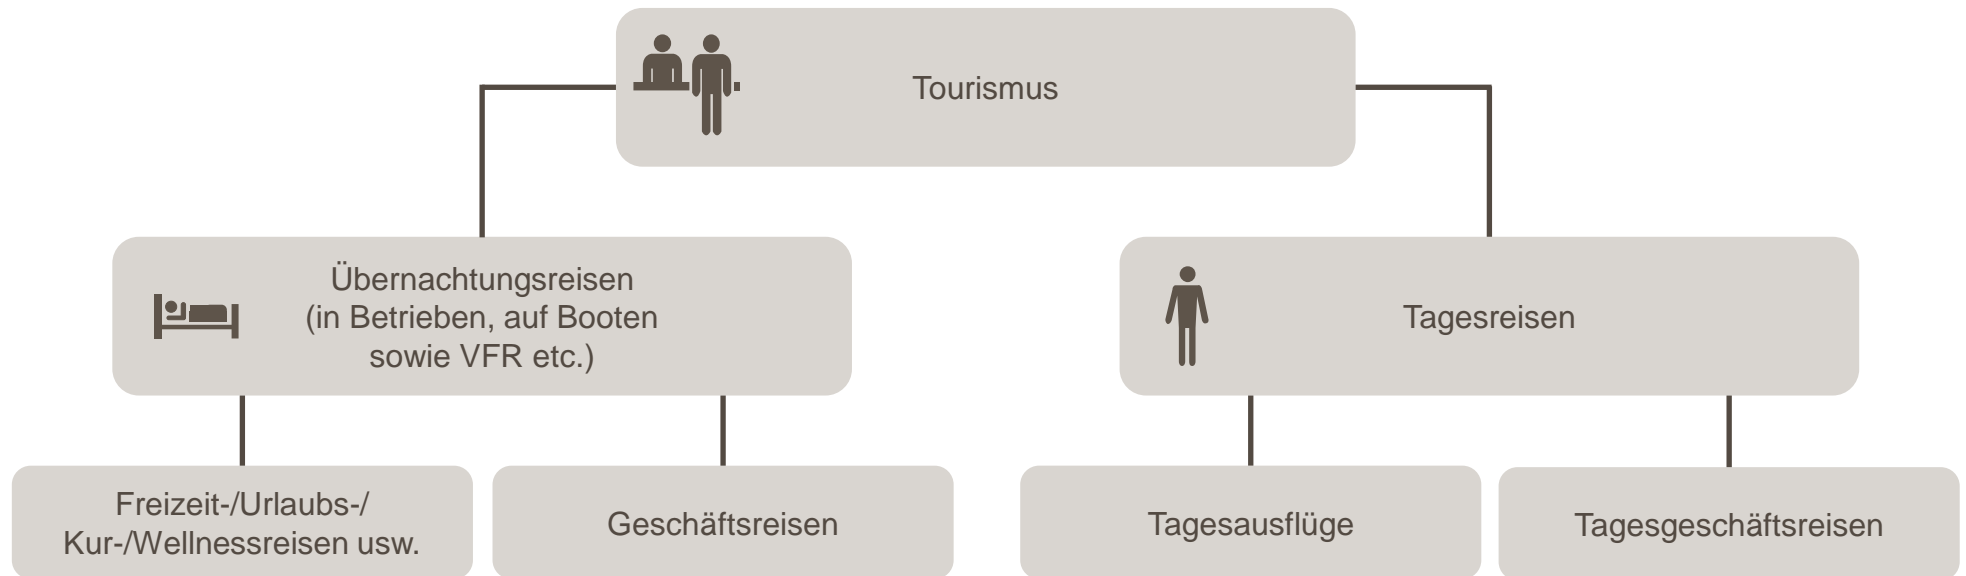 Tourismus
Übernachtungsreisen
(in Betrieben, auf Booten
sowie VFR etc.)
Tagesreisen
Freizeit-/Urlaubs-/
Kur-/Wellnessreisen usw.
Geschäftsreisen
Tagesausflüge
Tagesgeschäftsreisen